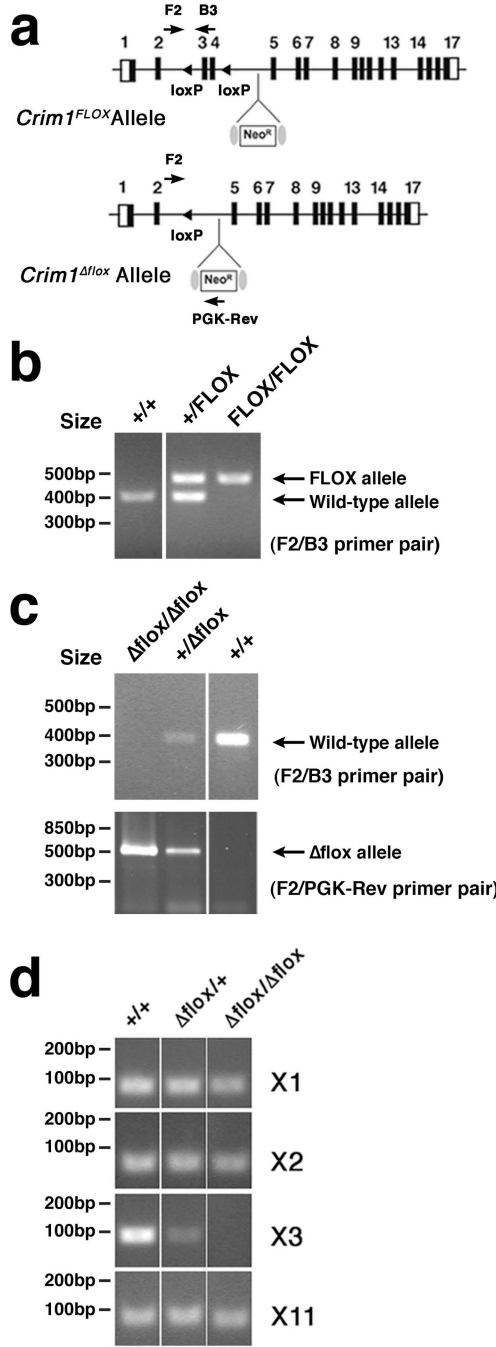 a
F2 B3
1 2 3 4 5 6 7 8 9 11 13 14 17
loxP loxP
Crim1FLOX Allele
NeoR
F2
1 2 5 6 7 8 9 11 13 14 17
loxP
Crim1Δflox Allele
NeoR
PGK-Rev
b
Size +/+ +/FLOX FLOX/FLOX
500bp FLOX allele
400bp Wild-type allele
300bp
(F2/B3 primer pair)
c
Size Δflox/Δflox +/Δflox +/+
500bp
400bp Wild-type allele
300bp
(F2/B3 primer pair)
850bp
500bp Δflox allele
300bp
(F2/PGK-Rev primer pair)
d
+/+ Δflox/+ Δflox/Δflox
200bp
100bp X1
200bp
100bp X2
200bp
100bp X3
200bp
100bp X11